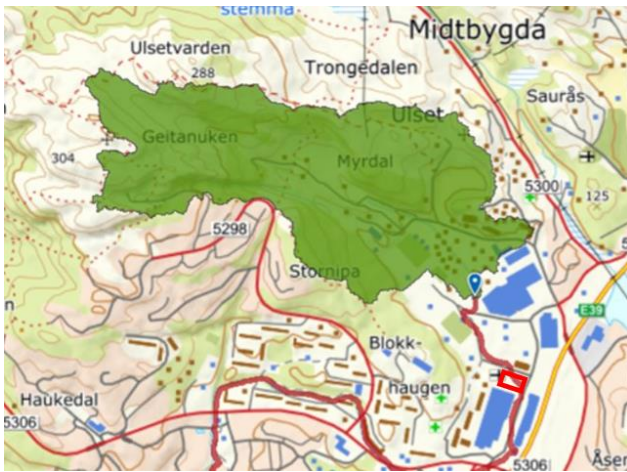 stemma
Midtbygda
Ulsetvarden
288
Trongedalen
Saurås
Ulset
Geitanuken
304
Myrdal
5300
125
5298
Stornipa
E39
Blokk-
haugen
Haukedal
5306
5306
Åser